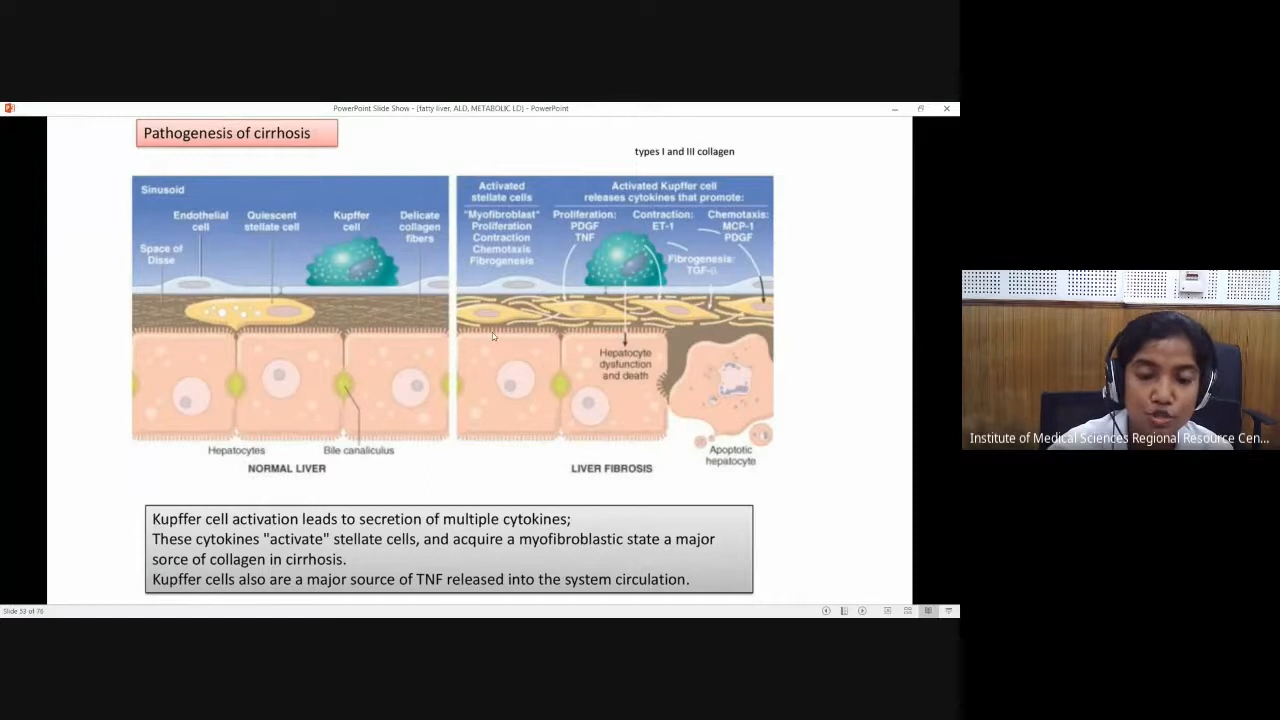 PowerPoint Slide Show - [fatty liver, ALD, METABOLIC LD] - PowerPoint
Pathogenesis of cirrhosis
types I and III collagen
Sinusoid
Endothelial
cell
Quiescent
stellate cell
Kupffer
cell
Delicate
collagen
fibers
Space of
Disse
Hepatocytes
Bile canaliculus
NORMAL LIVER
Activated
stellate cells
"Myofibroblast"
Proliferation
Contraction
Chemotaxis
Fibrogenesis
Activated Kupffer cell
releases cytokines that promote:
Proliferation:
PDGF
TNF
Contraction:
ET-1
Chemotaxis:
MCP-1
PDGF
Fibrogenesis:
TGF-β
Hepatocyte
dysfunction
and death
Apoptotic
hepatocyte
LIVER FIBROSIS
Kupffer cell activation leads to secretion of multiple cytokines;
These cytokines "activate" stellate cells, and acquire a myofibroblastic state a major
sorce of collagen in cirrhosis.
Kupffer cells also are a major source of TNF released into the system circulation.
Slide 53 of 76
Institute of Medical Sciences Regional Resource Cen...